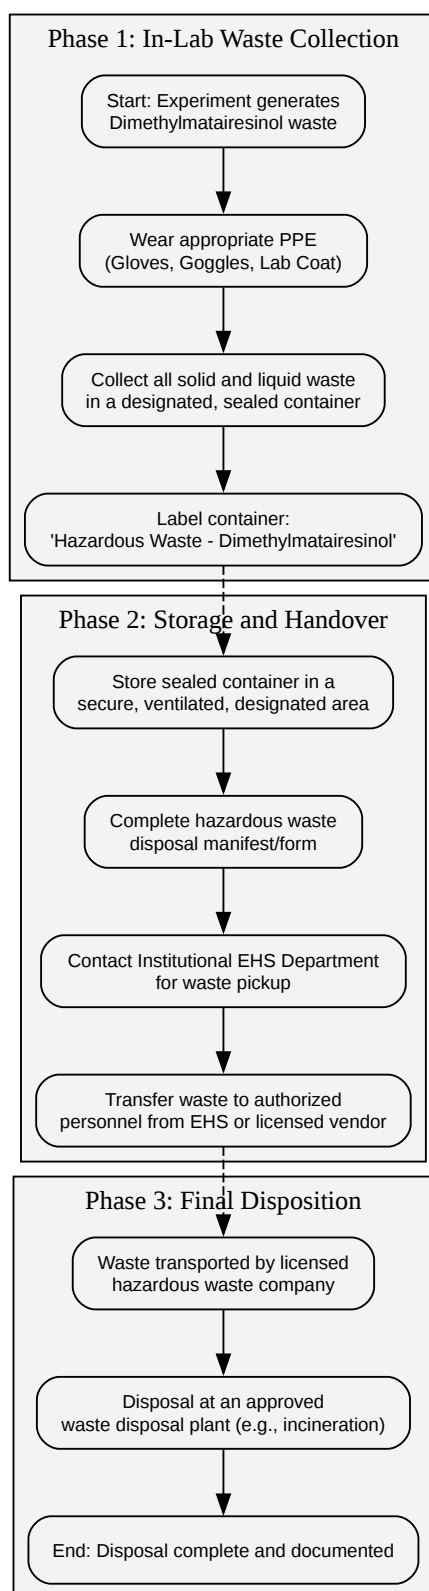 Phase 1: In-Lab Waste Collection
Start: Experiment generates
Dimethylmatairesinol waste
Wear appropriate PPE
(Gloves, Goggles, Lab Coat)
Collect all solid and liquid waste
in a designated, sealed container
Label container:
'Hazardous Waste - Dimethylmatairesinol'
Phase 2: Storage and Handover
Store sealed container in a
secure, ventilated, designated area
Complete hazardous waste
disposal manifest/form
Contact Institutional EHS Department
for waste pickup
Transfer waste to authorized
personnel from EHS or licensed vendor
Phase 3: Final Disposition
Waste transported by licensed
hazardous waste company
Disposal at an approved
waste disposal plant (e.g., incineration)
End: Disposal complete and documented